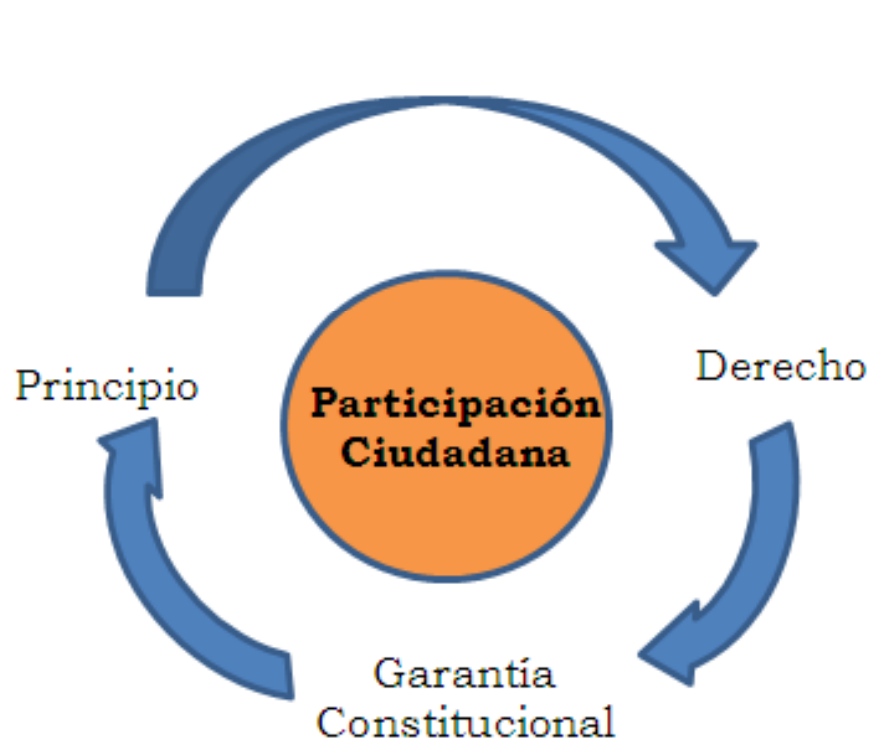 Derecho
Principio
Participación
Ciudadana
Garantía
Constitucional